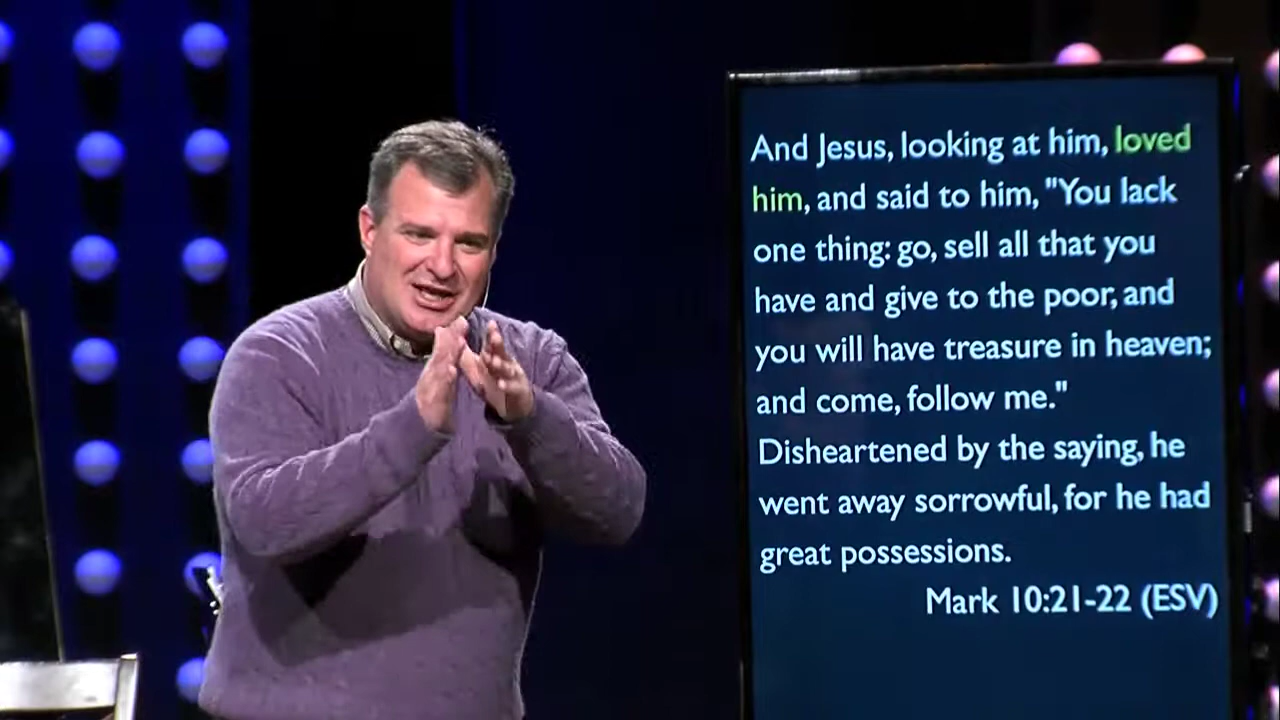 And Jesus, looking at him, loved
him, and said to him, "You lack
one thing: go, sell all that you
have and give to the poor, and
you will have treasure in heaven;
and come, follow me."
Disheartened by the saying, he
went away sorrowful, for he had
great possessions.
Mark 10:21-22 (ESV)